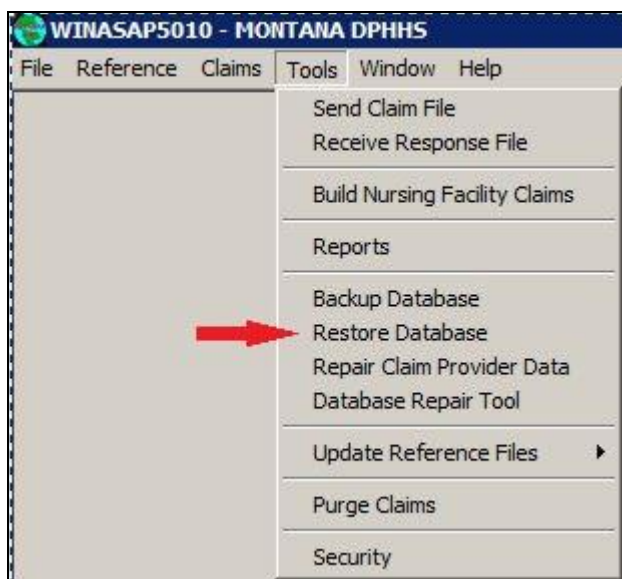 WINASAP5010 - MONTANA DPHHS
File Reference Claims Tools Window Help
Send Claim File
Receive Response File
Build Nursing Facility Claims
Reports
Backup Database
Restore Database
Repair Claim Provider Data
Database Repair Tool
Update Reference Files
Purge Claims
Security